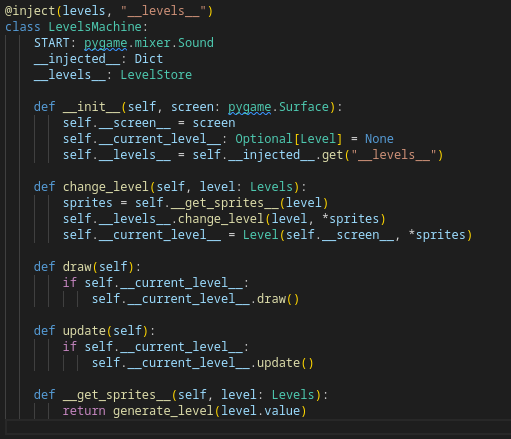 @inject(levels, "__levels__")
class LevelsMachine:
    START: pygame.mixer.Sound
    __injected__: Dict
    __levels__: LevelStore

    def __init__(self, screen: pygame.Surface):
        self.__screen__ = screen
        self.__current_level__: Optional[Level] = None
        self.__levels__ = self.__injected__.get("__levels__")

    def change_level(self, level: Levels):
        sprites = self.__get_sprites__(level)
        self.__levels__.change_level(level, *sprites)
        self.__current_level__ = Level(self.__screen__, *sprites)

    def draw(self):
        if self.__current_level__:
            self.__current_level__.draw()

    def update(self):
        if self.__current_level__:
            self.__current_level__.update()

    def __get_sprites__(self, level: Levels):
        return generate_level(level.value)